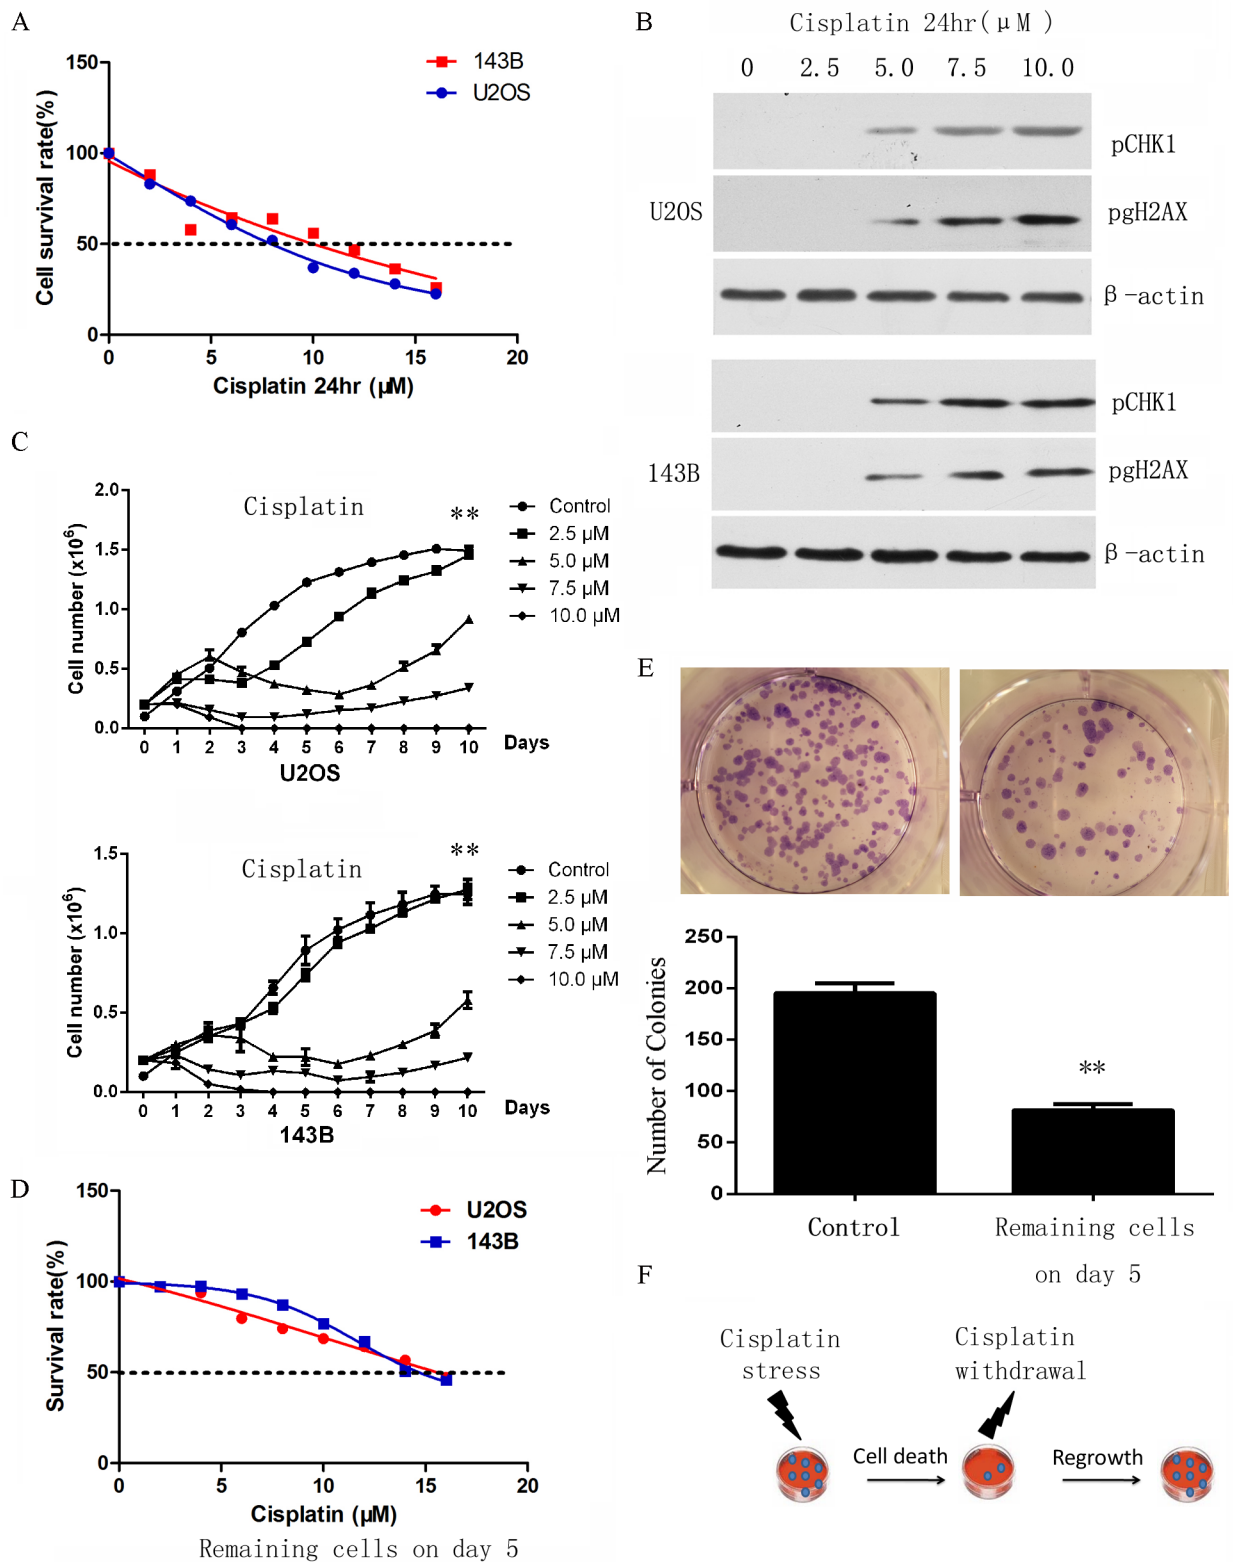 A
150
100
50
0
Cell survival rate(%)
143B
U2OS
0 5 10 15 20
Cisplatin 24hr (µM)
B
Cisplatin 24hr(μM )
0 2.5 5.0 7.5 10.0
U2OS
pCHK1
pgH2AX
β-actin
143B
pCHK1
pgH2AX
β-actin
C
2.0
1.5
1.0
0.5
0.0
Cell number (x10⁶)
Cisplatin
**
Control
2.5 µM
5.0 µM
7.5 µM
10.0 µM
0 1 2 3 4 5 6 7 8 9 10 Days
U2OS
1.5
1.0
0.5
0.0
Cell number (x10⁶)
Cisplatin
**
Control
2.5 µM
5.0 µM
7.5 µM
10.0 µM
0 1 2 3 4 5 6 7 8 9 10 Days
143B
D
150
100
50
0
Survival rate(%)
U2OS
143B
0 5 10 15 20
Cisplatin (µM)
Remaining cells on day 5
E
250
200
150
100
50
0
Number of Colonies
**
Control
Remaining cells
on day 5
F
Cisplatin
stress
Cisplatin
withdrawal
Cell death
Regrowth